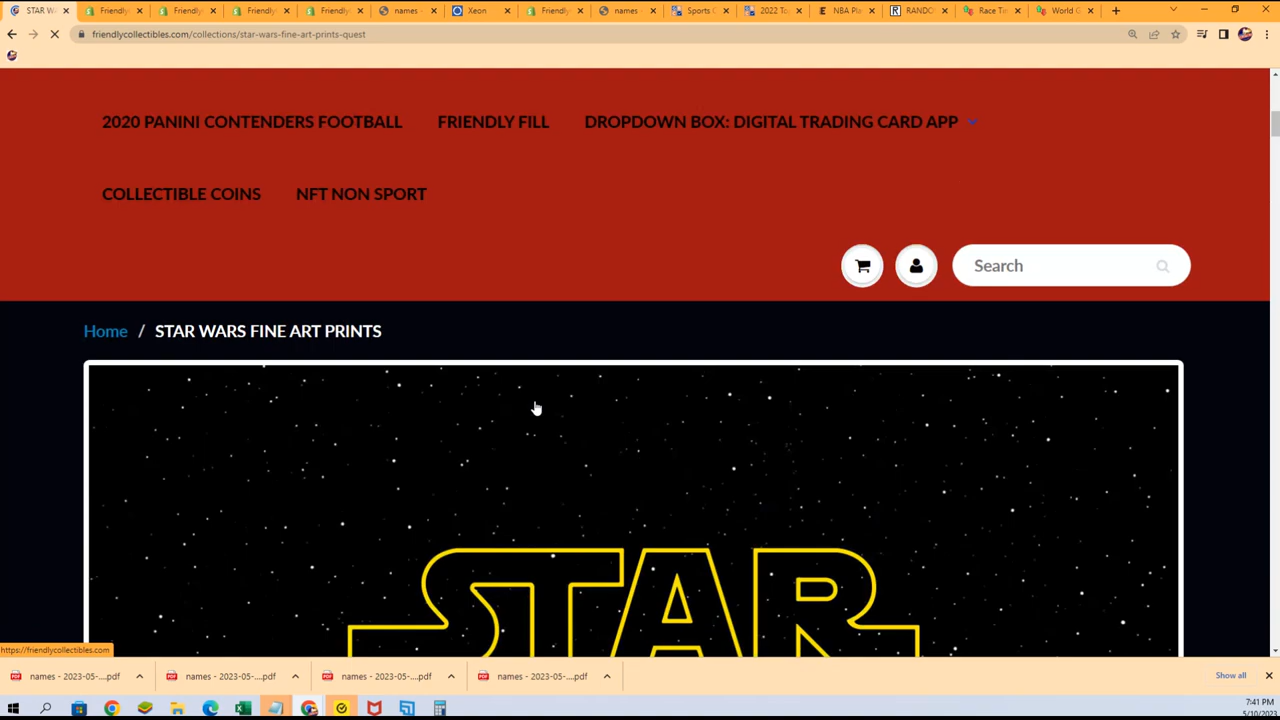 STAR W
Friendly
Friendly
Friendly
Friendly
names -
Xeon
Friendly
names -
Sports C
2022 To
NBA Ple
RANDO
Race Tin
World G
friendlycollectibles.com/collections/star-wars-fine-art-prints-quest
2020 PANINI CONTENDERS FOOTBALL FRIENDLY FILL DROPDOWN BOX: DIGITAL TRADING CARD APP
COLLECTIBLE COINS NFT NON SPORT
Search
Home / STAR WARS FINE ART PRINTS
STAR
https://friendlycollectibles.com
names - 2023-05-....pdf names - 2023-05-....pdf names - 2023-05-....pdf names - 2023-05-....pdf Show all
7:41 PM
5/10/2023